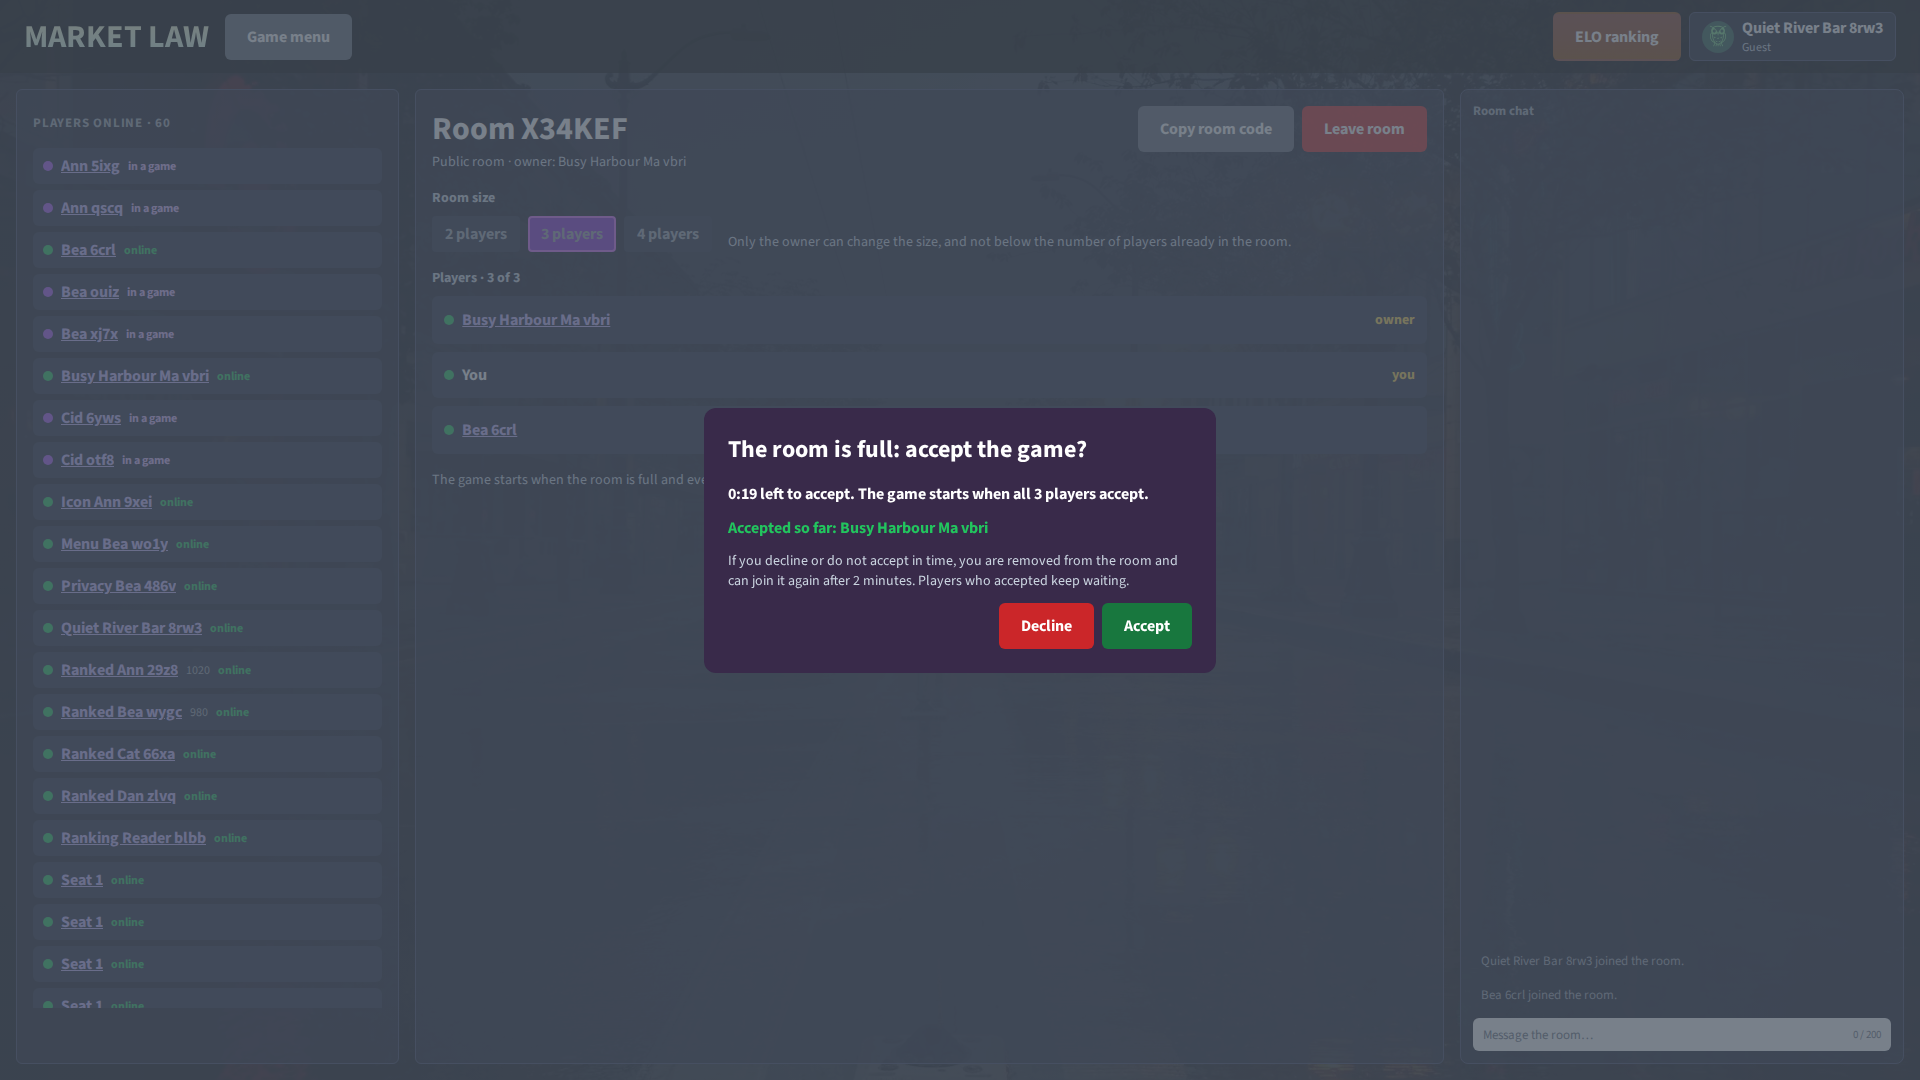 MARKET LAW
Game menu
ELO ranking
Quiet River Bar 8rw3
Guest
PLAYERS ONLINE · 60
Ann 5ixg in a game
Ann qscq in a game
Bea 6crl online
Bea ouiz in a game
Bea xj7x in a game
Busy Harbour Ma vbri online
Cid 6yws in a game
Cid otf8 in a game
Icon Ann 9xei online
Menu Bea wo1y online
Privacy Bea 486v online
Quiet River Bar 8rw3 online
Ranked Ann 29z8 1020 online
Ranked Bea wygc 980 online
Ranked Cat 66xa online
Ranked Dan zlvq online
Ranking Reader blbb online
Seat 1 online
Seat 1 online
Seat 1 online
Seat 1 online
Room X34KEF
Copy room code
Leave room
Public room · owner: Busy Harbour Ma vbri
Room size
2 players
3 players
4 players
Only the owner can change the size, and not below the number of players already in the room.
Players · 3 of 3
Busy Harbour Ma vbri owner
You you
Bea 6crl
The game starts when the room is full and eve
The room is full: accept the game?
0:19 left to accept. The game starts when all 3 players accept.
Accepted so far: Busy Harbour Ma vbri
If you decline or do not accept in time, you are removed from the room and
can join it again after 2 minutes. Players who accepted keep waiting.
Decline
Accept
Room chat
Quiet River Bar 8rw3 joined the room.
Bea 6crl joined the room.
Message the room…
0 / 200